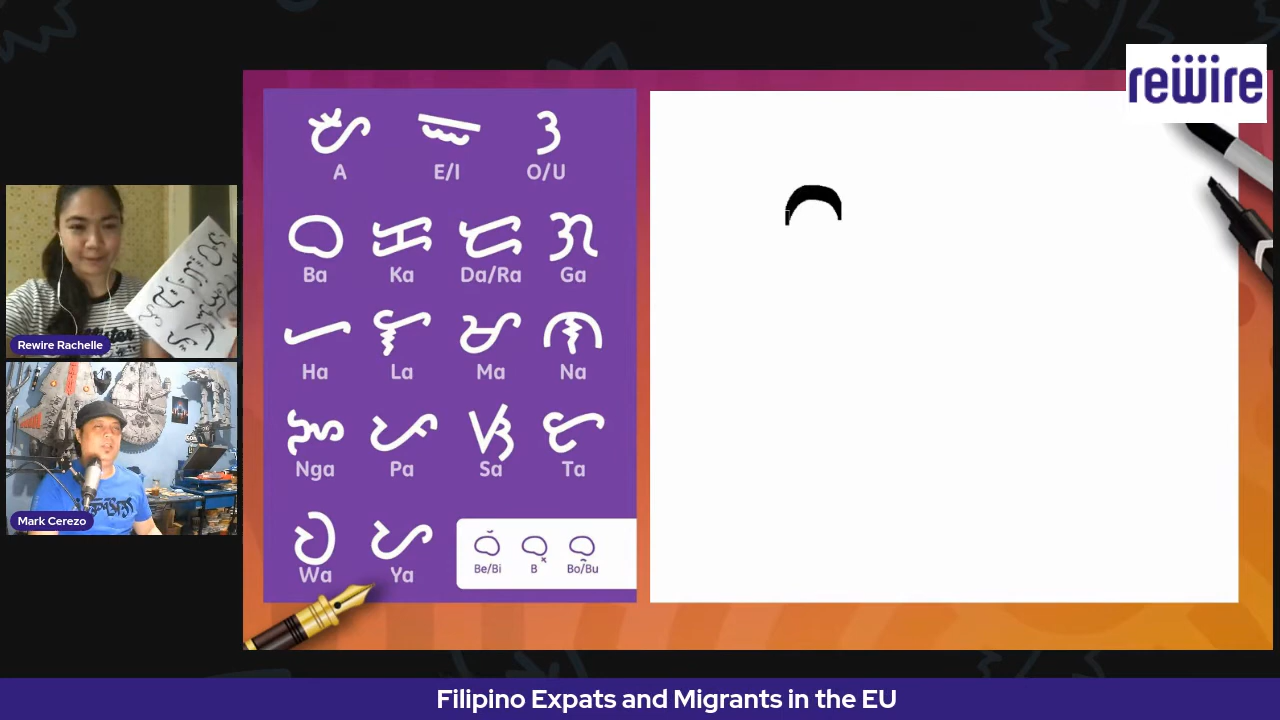 rewire
ᜀ ᜁ ᜂ
A E/I O/U
ᜊ ᜃ ᜇ ᜄ
Ba Ka Da/Ra Ga
ᜑ ᜎ ᜋ ᜈ
Ha La Ma Na
ᜅ ᜉ ᜐ ᜆ
Nga Pa Sa Ta
ᜏ ᜌ
Wa Ya
Be/Bi B Bo/Bu
Rewire Rachelle
Mark Cerezo
Filipino Expats and Migrants in the EU